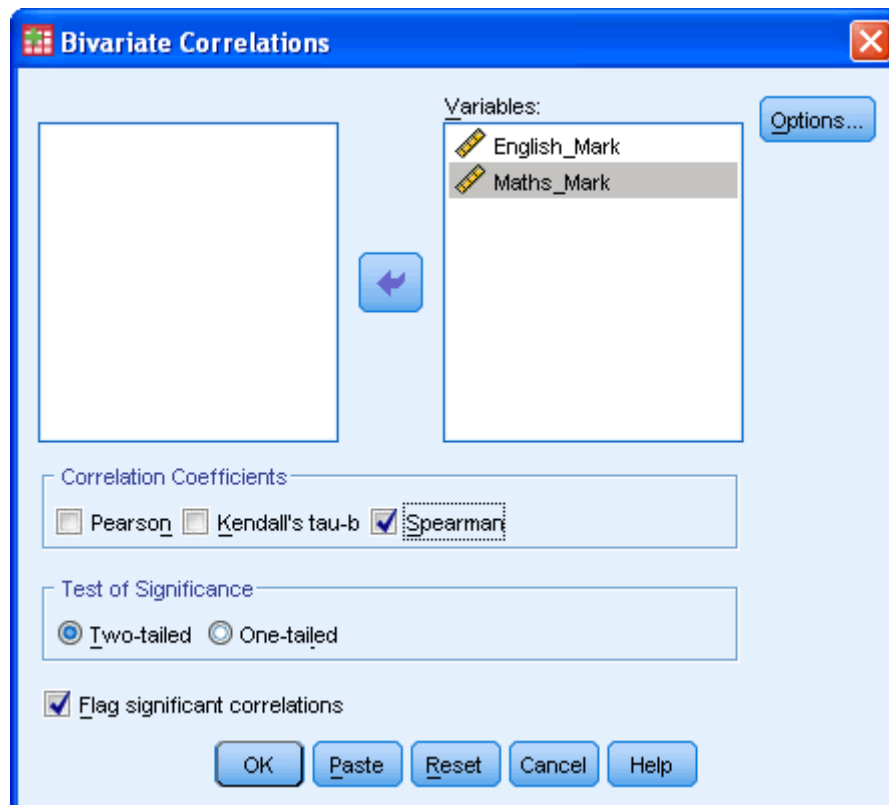 Bivariate Correlations
Variables:
Options...
English_Mark
Maths_Mark
Correlation Coefficients
Pearson Kendall's tau-b Spearman
Test of Significance
Two-tailed One-tailed
Flag significant correlations
OK Paste Reset Cancel Help